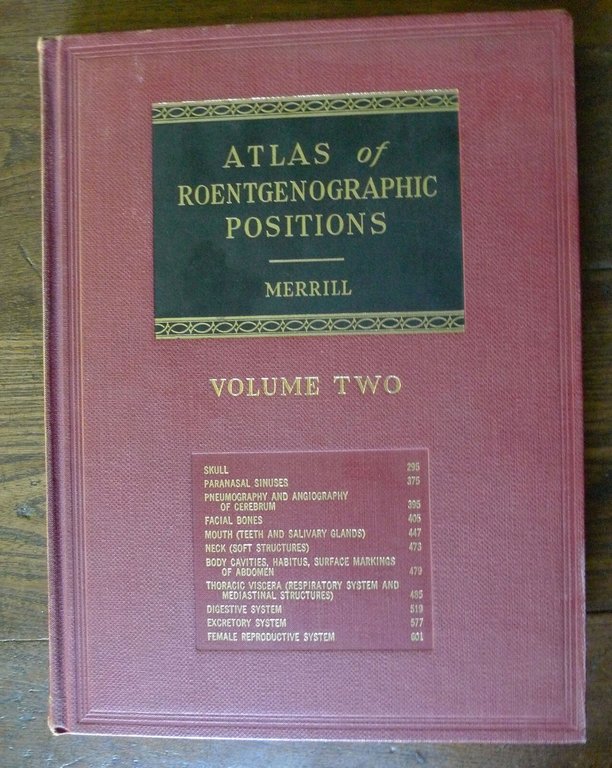 ATLAS of
ROENTGENOGRAPHIC
POSITIONS
MERRILL
VOLUME TWO
SKULL 295
PARANASAL SINUSES 375
PNEUMOGRAPHY AND ANGIOGRAPHY
OF CEREBRUM 395
FACIAL BONES 405
MOUTH (TEETH AND SALIVARY GLANDS) 447
NECK (SOFT STRUCTURES) 473
BODY CAVITIES, HABITUS, SURFACE MARKINGS
OF ABDOMEN 479
THORACIC VISCERA (RESPIRATORY SYSTEM AND
MEDIASTINAL STRUCTURES) 485
DIGESTIVE SYSTEM 519
EXCRETORY SYSTEM 577
FEMALE REPRODUCTIVE SYSTEM 601